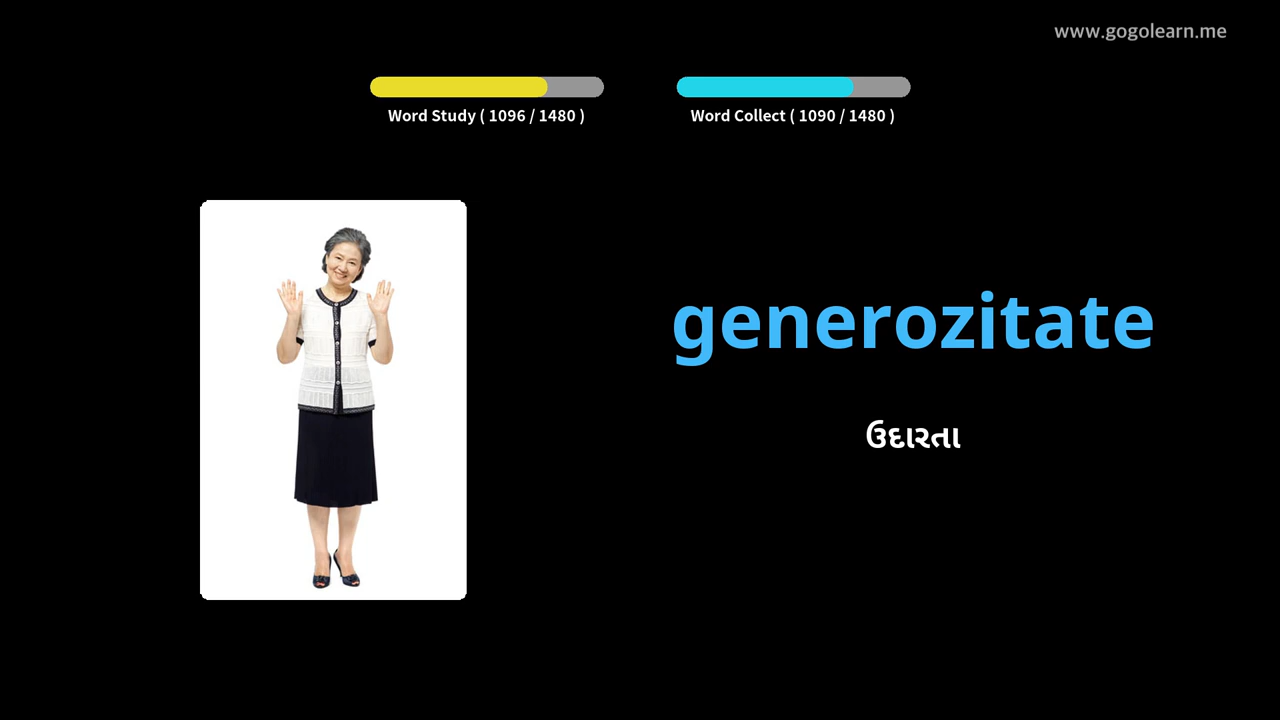 www.gogolearn.me
Word Study ( 1096 / 1480 )
Word Collect ( 1090 / 1480 )
generozitate
ઉદારતા